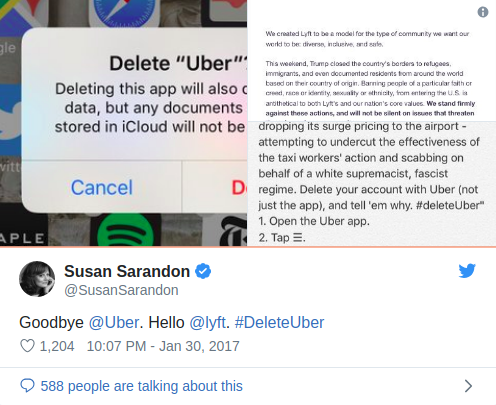 gle
witt
APLE
Delete “Uber”?
Deleting this app will also d
data, but any documents
stored in iCloud will not be
Cancel
D
We created Lyft to be a model for the type of community we want our
world to be: diverse, inclusive, and safe.
This weekend, Trump closed the country's borders to refugees,
immigrants, and even documented residents from around the world
based on their country of origin. Banning people of a particular faith or
creed, race or identity, sexuality or ethnicity, from entering the U.S. is
antithetical to both Lyft's and our nation's core values. We stand firmly
against these actions, and will not be silent on issues that threaten
dropping its surge pricing to the airport -
attempting to undercut the effectiveness of
the taxi workers' action and scabbing on
behalf of a white supremacist, fascist
regime. Delete your account with Uber (not
just the app), and tell 'em why. #deleteUber"
1. Open the Uber app.
2. Tap ☰.
Susan Sarandon
@SusanSarandon
Goodbye @Uber. Hello @lyft. #DeleteUber
1,204 10:07 PM - Jan 30, 2017
588 people are talking about this